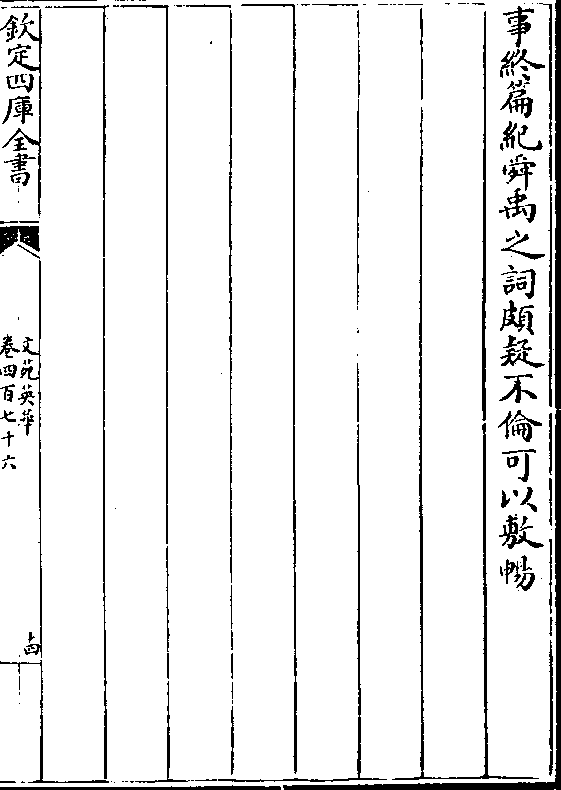 事終篇紀舜禹之詞頗疑不倫可以敷暢
欽定四庫全書
文苑英華
卷四百七十六
十四